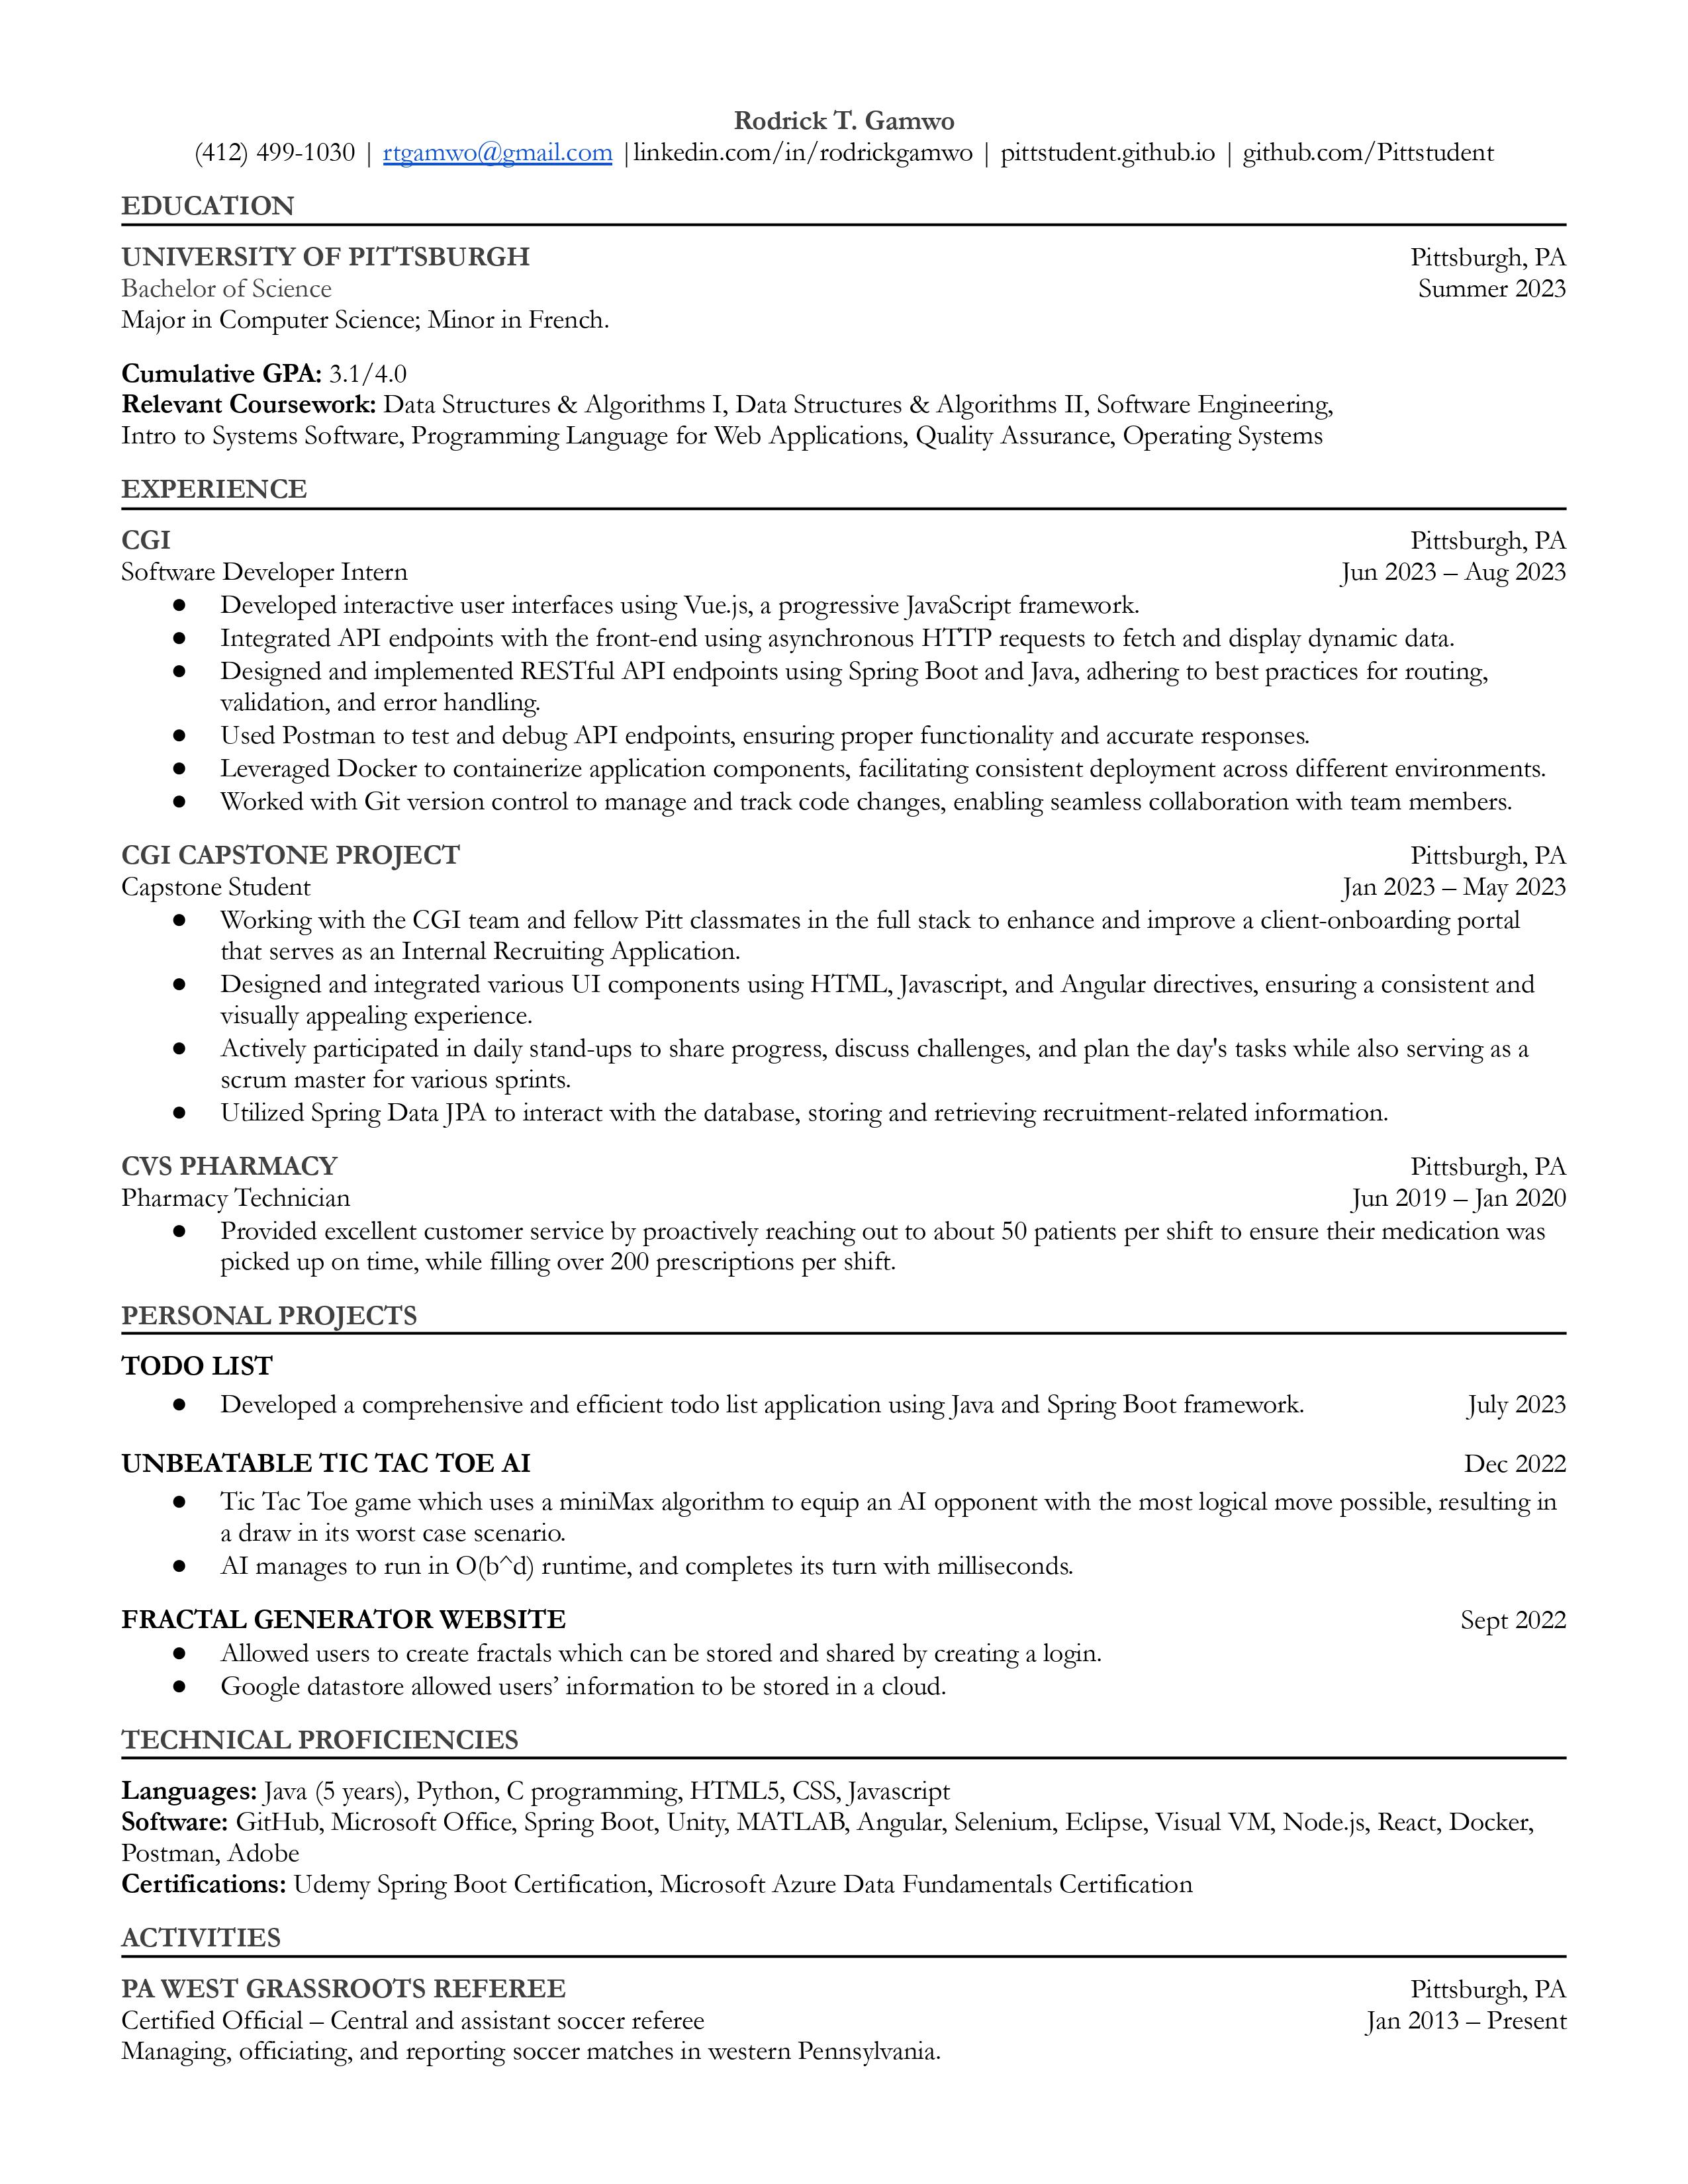 Rodrick T. Gamwo
(412) 499-1030 | rtgamwo@gmail.com |linkedin.com/in/rodrickgamwo | pittstudent.github.io | github.com/Pittstudent
EDUCATION
UNIVERSITY OF PITTSBURGH Pittsburgh, PA
Bachelor of Science Summer 2023
Major in Computer Science; Minor in French.
Cumulative GPA: 3.1/4.0
Relevant Coursework: Data Structures & Algorithms I, Data Structures & Algorithms II, Software Engineering,
Intro to Systems Software, Programming Language for Web Applications, Quality Assurance, Operating Systems
EXPERIENCE
CGI Pittsburgh, PA
Software Developer Intern Jun 2023 – Aug 2023
● Developed interactive user interfaces using Vue.js, a progressive JavaScript framework.
● Integrated API endpoints with the front-end using asynchronous HTTP requests to fetch and display dynamic data.
● Designed and implemented RESTful API endpoints using Spring Boot and Java, adhering to best practices for routing,
validation, and error handling.
● Used Postman to test and debug API endpoints, ensuring proper functionality and accurate responses.
● Leveraged Docker to containerize application components, facilitating consistent deployment across different environments.
● Worked with Git version control to manage and track code changes, enabling seamless collaboration with team members.
CGI CAPSTONE PROJECT Pittsburgh, PA
Capstone Student Jan 2023 – May 2023
● Working with the CGI team and fellow Pitt classmates in the full stack to enhance and improve a client-onboarding portal
that serves as an Internal Recruiting Application.
● Designed and integrated various UI components using HTML, Javascript, and Angular directives, ensuring a consistent and
visually appealing experience.
● Actively participated in daily stand-ups to share progress, discuss challenges, and plan the day's tasks while also serving as a
scrum master for various sprints.
● Utilized Spring Data JPA to interact with the database, storing and retrieving recruitment-related information.
CVS PHARMACY Pittsburgh, PA
Pharmacy Technician Jun 2019 – Jan 2020
● Provided excellent customer service by proactively reaching out to about 50 patients per shift to ensure their medication was
picked up on time, while filling over 200 prescriptions per shift.
PERSONAL PROJECTS
TODO LIST
● Developed a comprehensive and efficient todo list application using Java and Spring Boot framework. July 2023
UNBEATABLE TIC TAC TOE AI Dec 2022
● Tic Tac Toe game which uses a miniMax algorithm to equip an AI opponent with the most logical move possible, resulting in
a draw in its worst case scenario.
● AI manages to run in O(b^d) runtime, and completes its turn with milliseconds.
FRACTAL GENERATOR WEBSITE Sept 2022
● Allowed users to create fractals which can be stored and shared by creating a login.
● Google datastore allowed users’ information to be stored in a cloud.
TECHNICAL PROFICIENCIES
Languages: Java (5 years), Python, C programming, HTML5, CSS, Javascript
Software: GitHub, Microsoft Office, Spring Boot, Unity, MATLAB, Angular, Selenium, Eclipse, Visual VM, Node.js, React, Docker,
Postman, Adobe
Certifications: Udemy Spring Boot Certification, Microsoft Azure Data Fundamentals Certification
ACTIVITIES
PA WEST GRASSROOTS REFEREE Pittsburgh, PA
Certified Official – Central and assistant soccer referee Jan 2013 – Present
Managing, officiating, and reporting soccer matches in western Pennsylvania.